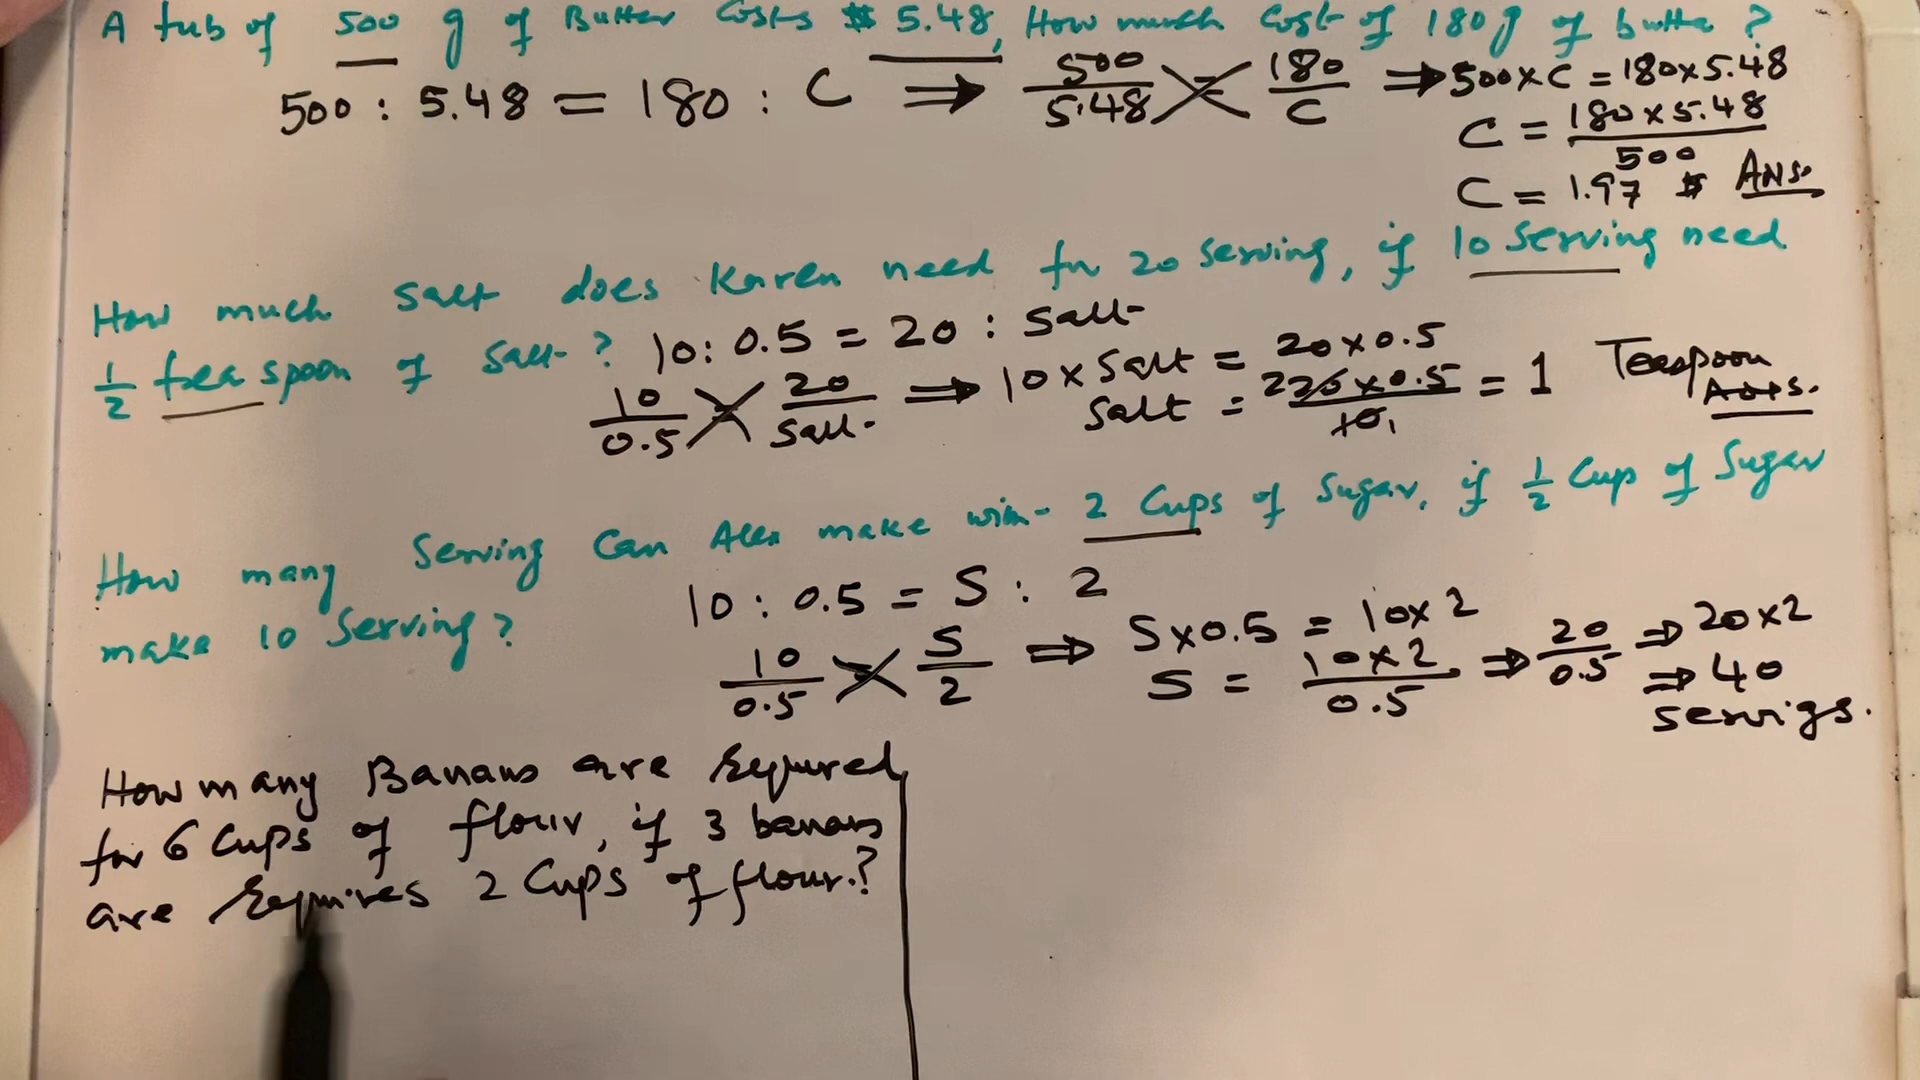 A tub of 500 g of Butter Costs $ 5.48, How much Cost of 180 g of butter ?
500 : 5.48 = 180 : C ⇒ 500/5.48 = 180/C ⇒ 500 x C = 180 x 5.48
C = 180 x 5.48/500
C = 1.97 $ Ans.
How much salt does Karen need for 20 serving, if 10 serving need
1/2 tea spoon of salt ? 10 : 0.5 = 20 : Salt
10/0.5 = 20/Salt ⇒ 10 x Salt = 20 x 0.5
Salt = 2 20 x 0.5/10 1 = 1 Teaspoon Ans.
How many Serving Can Alex make with 2 Cups of Sugar, if 1/2 Cup of Sugar
make 10 Serving ?
10 : 0.5 = S : 2
10/0.5 = S/2 ⇒ S x 0.5 = 10 x 2
S = 10 x 2/0.5 ⇒ 20/0.5 ⇒ 20 x 2
⇒ 40
servigs.
How many Bananas are required
for 6 Cups of flour, if 3 bananas
are requires 2 Cups of flour.?